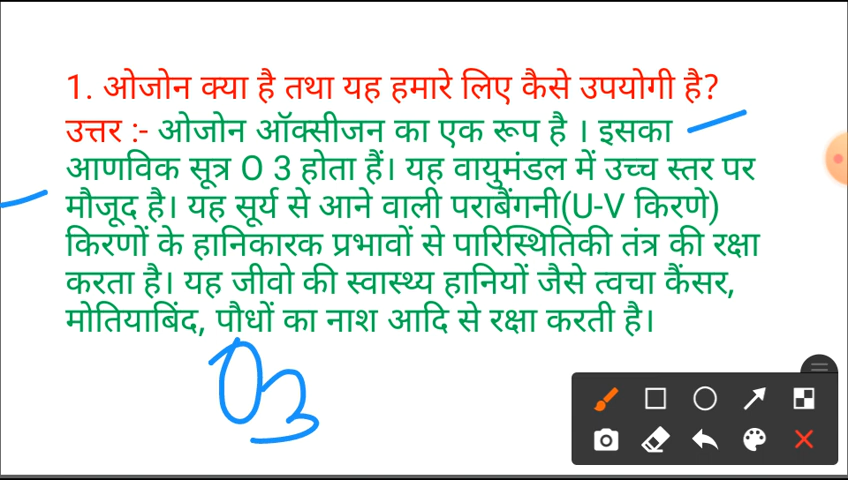 1. ओजोन क्या है तथा यह हमारे लिए कैसे उपयोगी है?
उत्तर :- ओजोन ऑक्सीजन का एक रूप है । इसका
आणविक सूत्र O 3 होता हैं। यह वायुमंडल में उच्च स्तर पर
मौजूद है। यह सूर्य से आने वाली पराबैंगनी(U-V किरणे)
किरणों के हानिकारक प्रभावों से पारिस्थितिकी तंत्र की रक्षा
करता है। यह जीवो की स्वास्थ्य हानियों जैसे त्वचा कैंसर,
मोतियाबिंद, पौधों का नाश आदि से रक्षा करती है।
O3